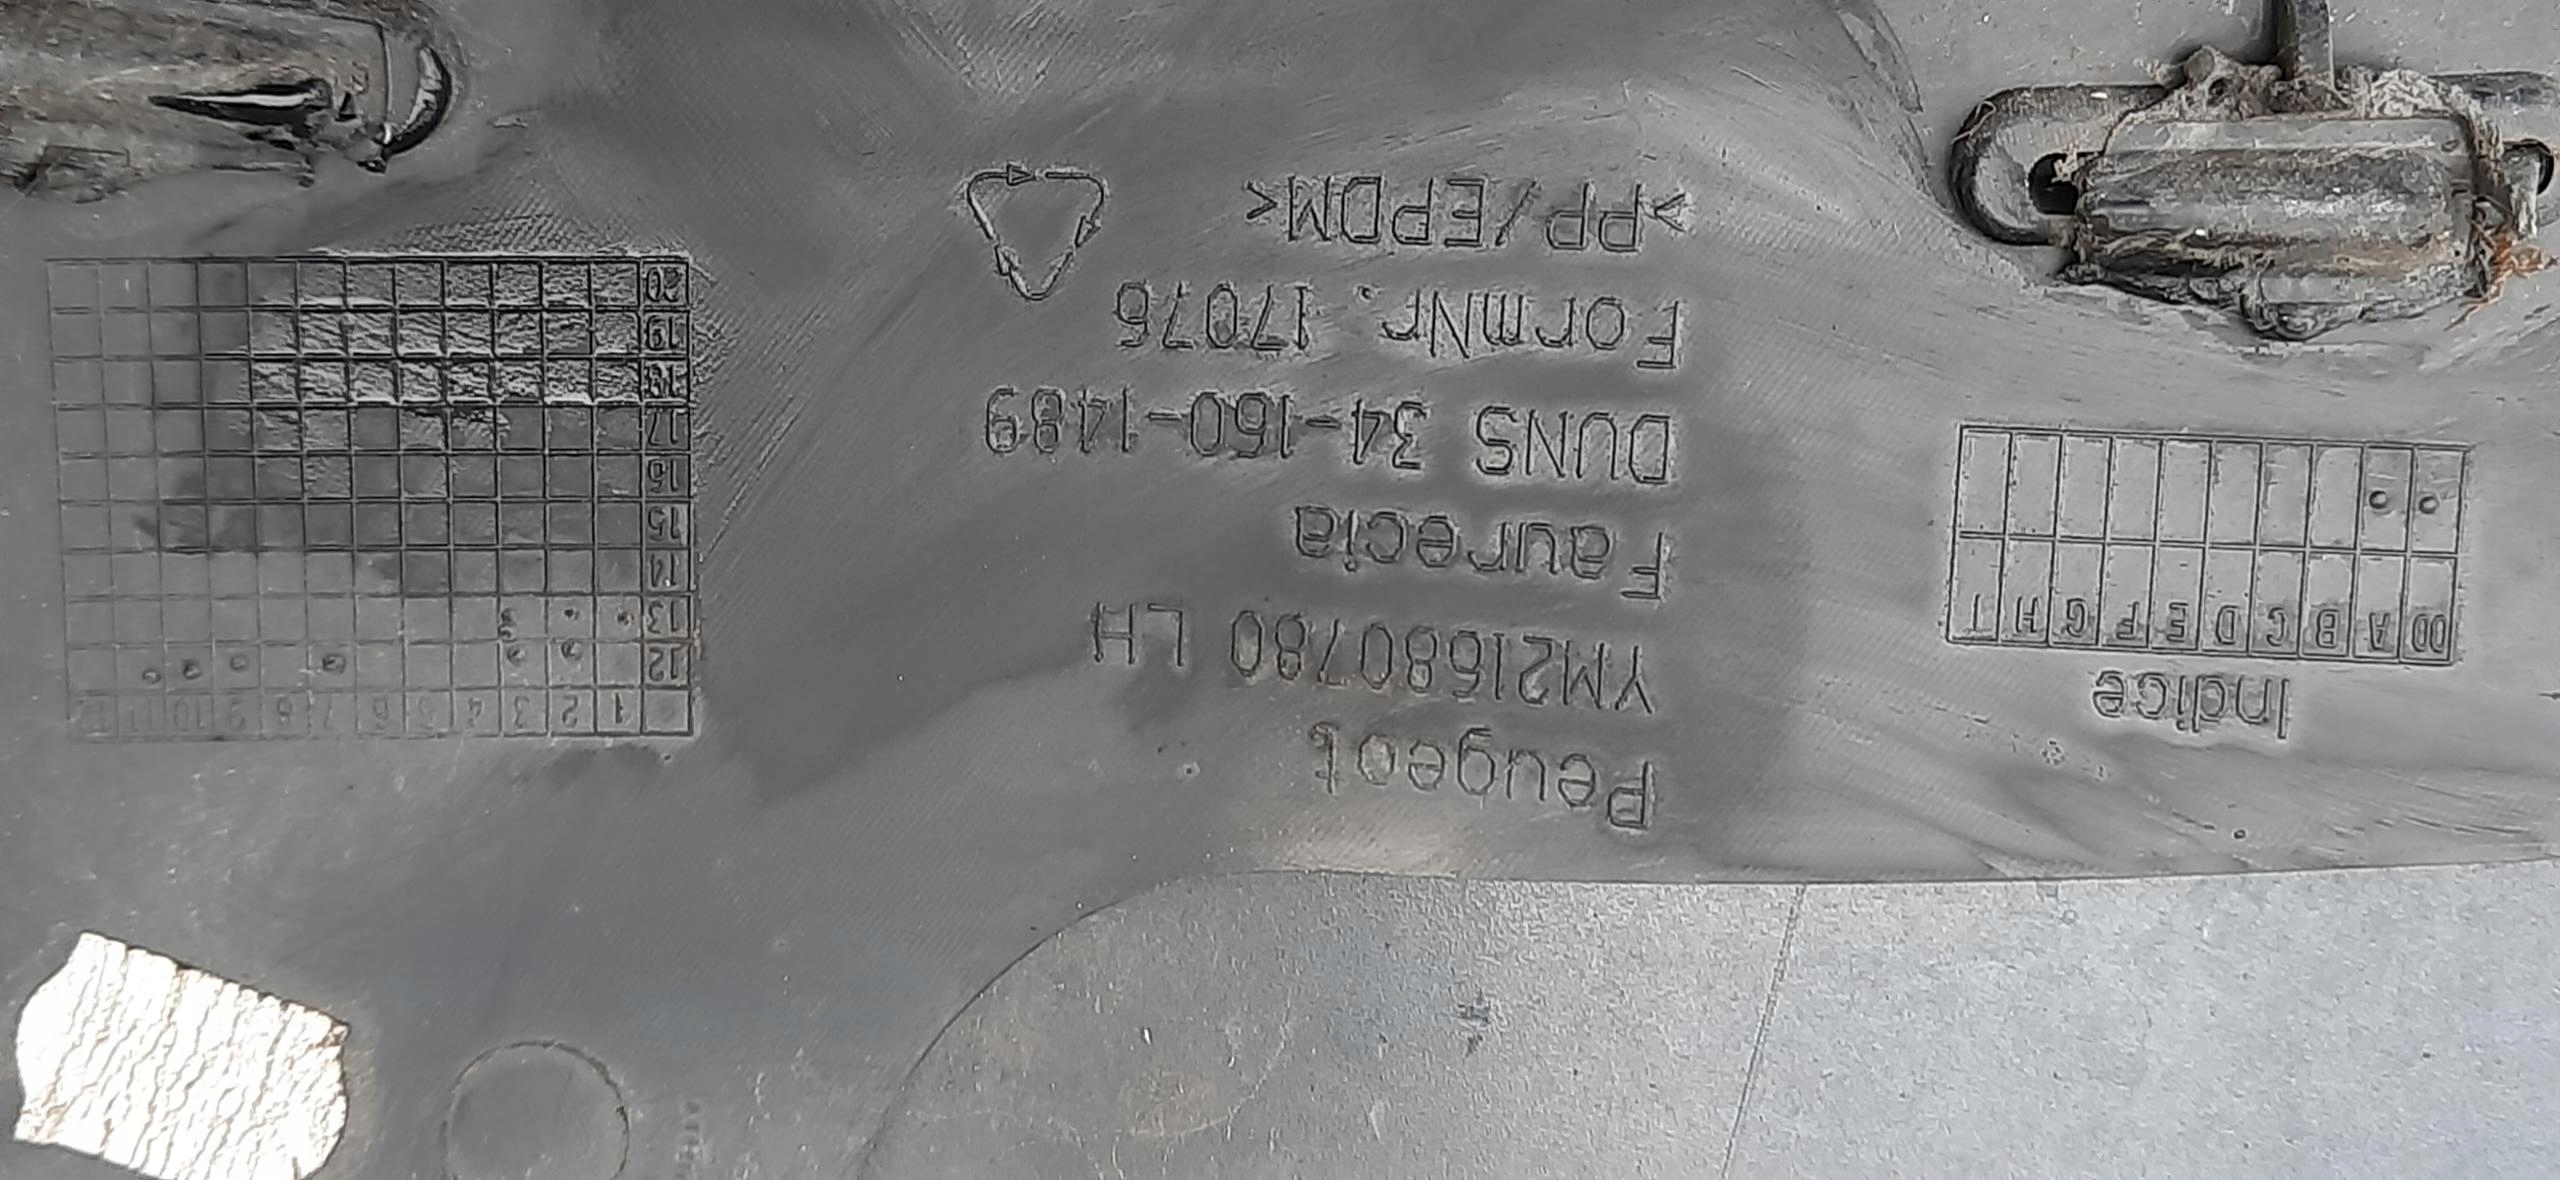 Indice
00 A B C D E F G H I
Peugeot
YM21680780 LH
Faurecia
DUNS 34-160-1489
FormNr. 17076
>PP/EPDM<
1 2 3 4 5 6 7 8 9 10 11 12
12
13
14
15
16
17
18
19
20